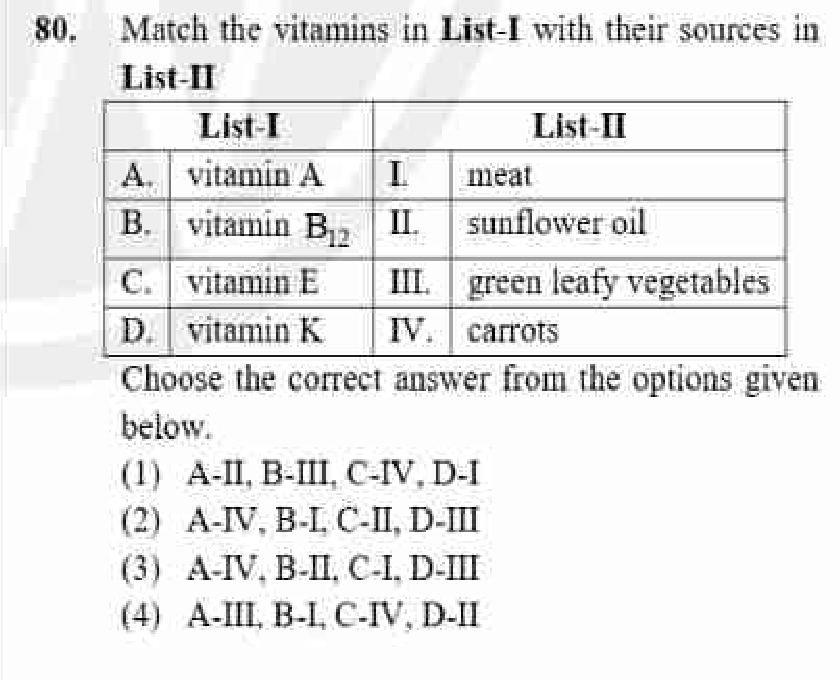 80. Match the vitamins in List-I with their sources in
List-II
List-I List-II
A. vitamin A I. meat
B. vitamin B12 II. sunflower oil
C. vitamin E III. green leafy vegetables
D. vitamin K IV. carrots
Choose the correct answer from the options given
below.
(1) A-II, B-III, C-IV, D-I
(2) A-IV, B-I, C-II, D-III
(3) A-IV, B-II, C-I, D-III
(4) A-III, B-I, C-IV, D-II